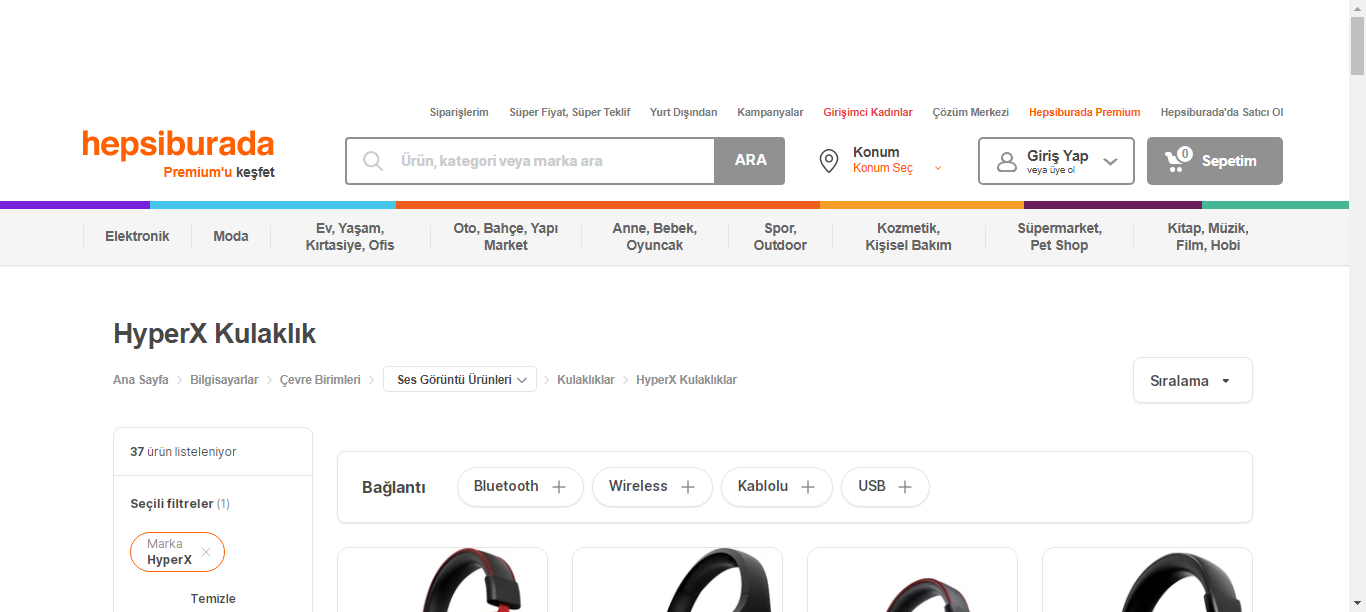 Siparişlerim Süper Fiyat, Süper Teklif Yurt Dışından Kampanyalar Girişimci Kadınlar Çözüm Merkezi Hepsiburada Premium Hepsiburada'da Satıcı Ol
hepsiburada
Premium'u keşfet
Ürün, kategori veya marka ara
ARA
Konum
Konum Seç
Giriş Yap
veya üye ol
0
Sepetim
Elektronik
Moda
Ev, Yaşam,
Kırtasiye, Ofis
Oto, Bahçe, Yapı
Market
Anne, Bebek,
Oyuncak
Spor,
Outdoor
Kozmetik,
Kişisel Bakım
Süpermarket,
Pet Shop
Kitap, Müzik,
Film, Hobi
HyperX Kulaklık
Ana Sayfa Bilgisayarlar Çevre Birimleri Ses Görüntü Ürünleri Kulaklıklar HyperX Kulaklıklar
Sıralama
37 ürün listeleniyor
Seçili filtreler (1)
Marka
HyperX
Temizle
Bağlantı Bluetooth Wireless Kablolu USB